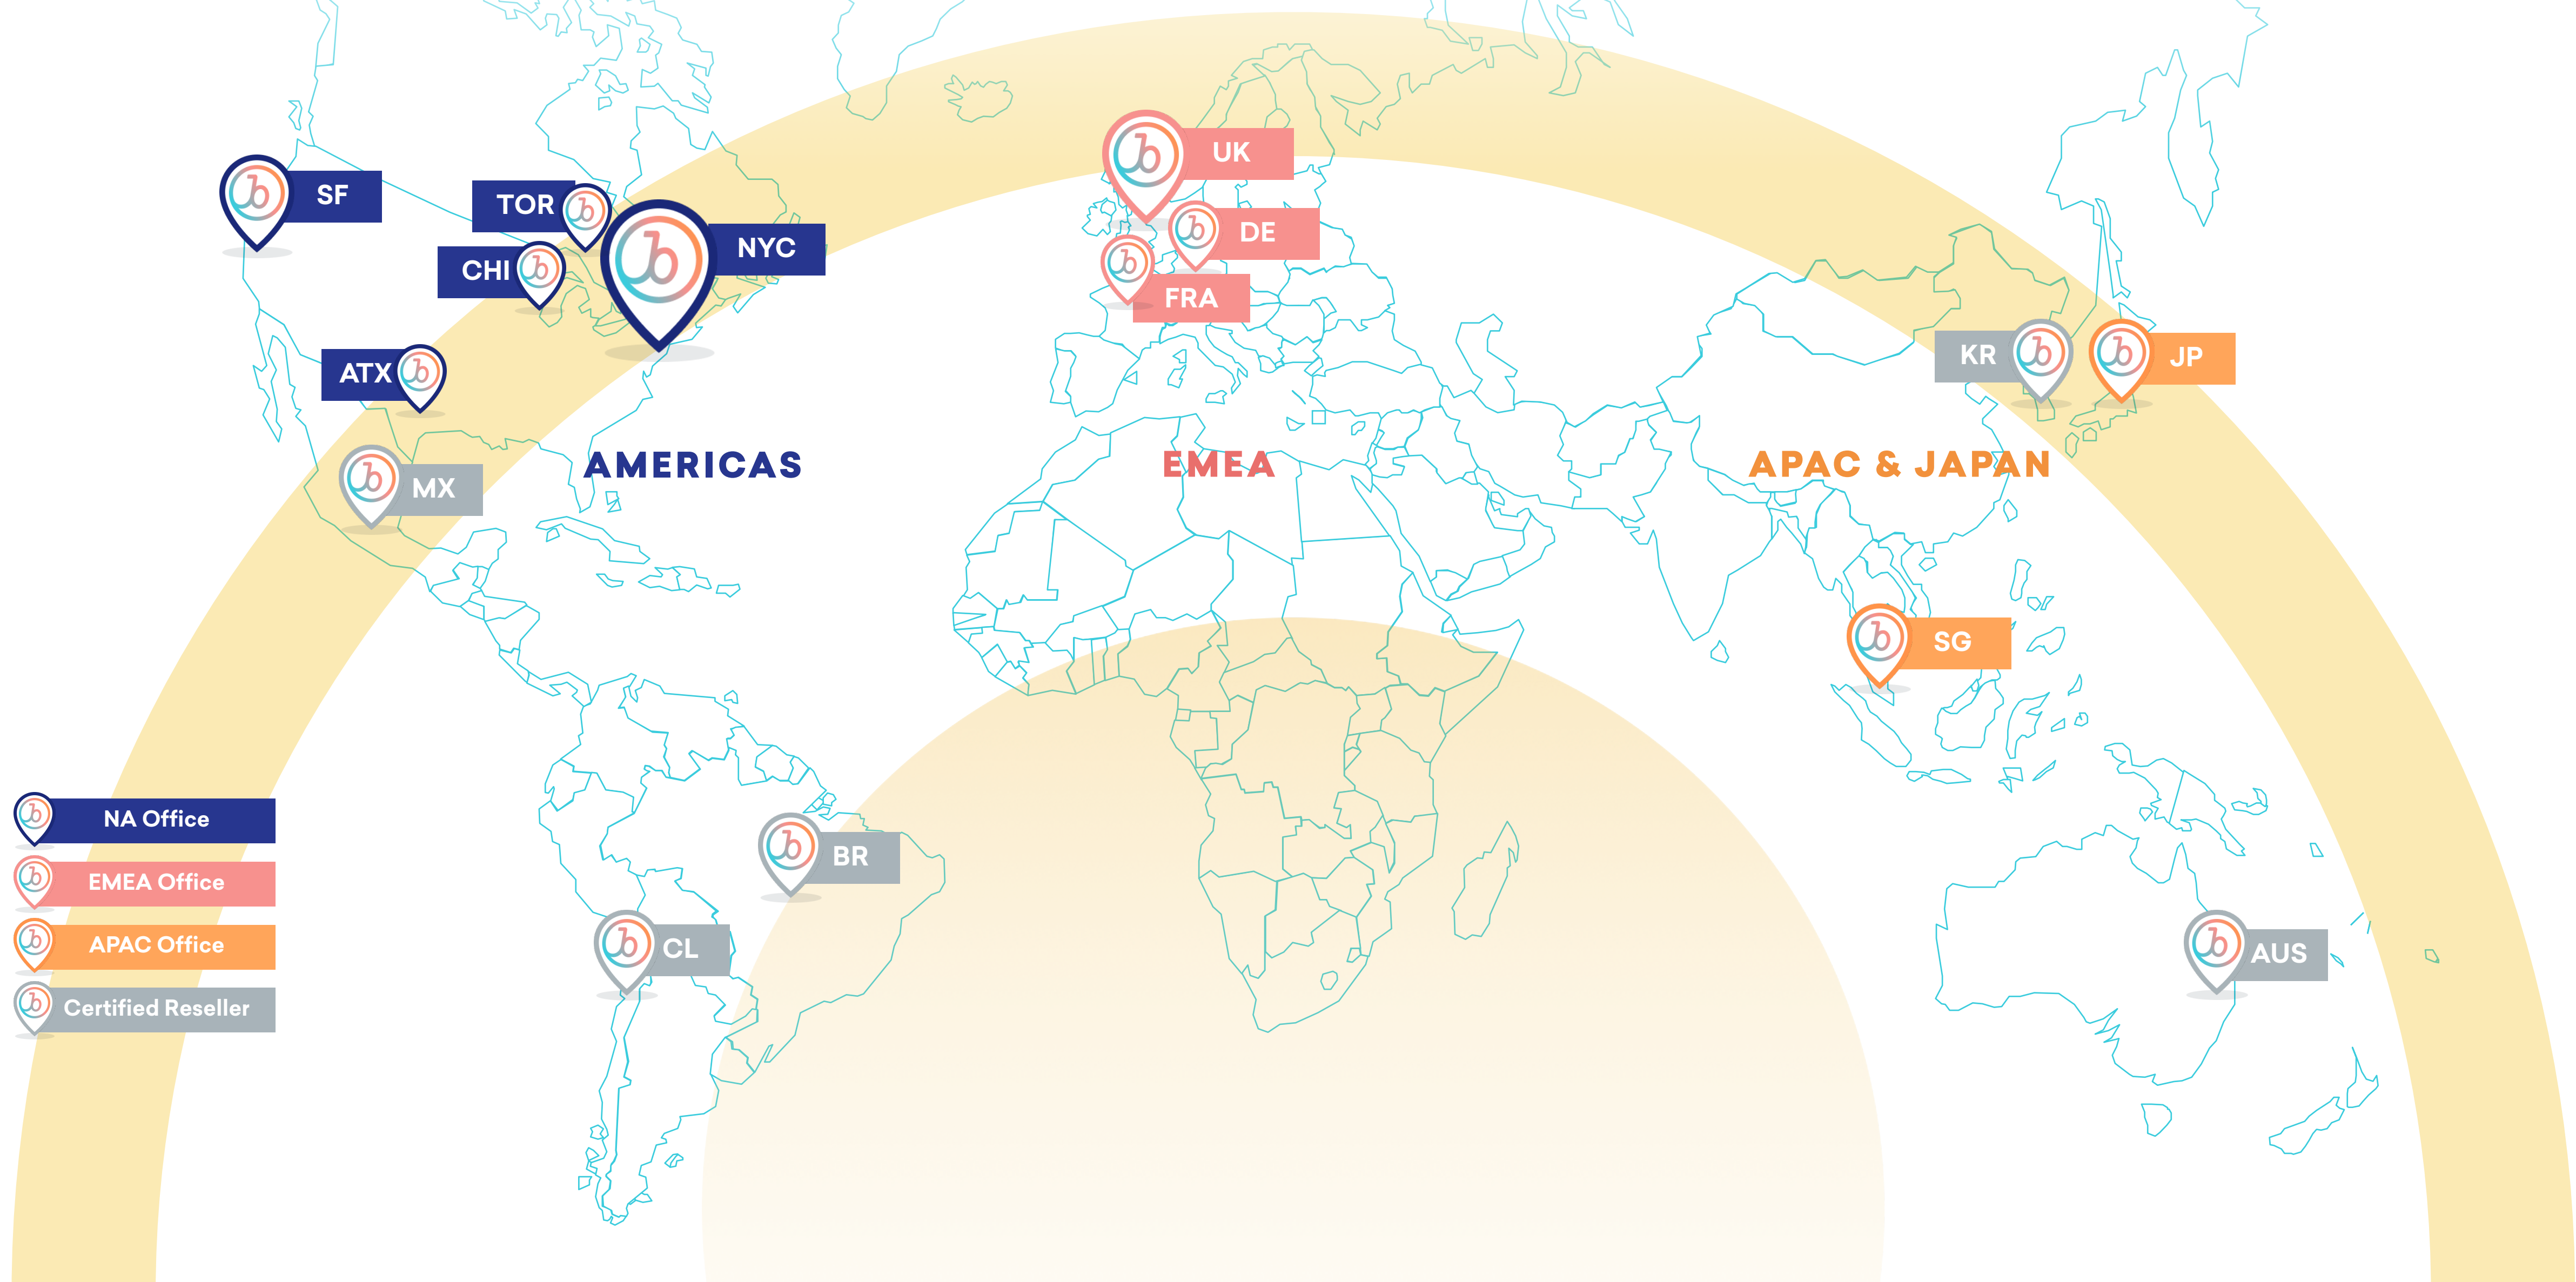 SF
TOR
NYC
CHI
ATX
MX
AMERICAS
UK
DE
FRA
EMEA
KR
JP
APAC & JAPAN
SG
BR
CL
AUS
NA Office
EMEA Office
APAC Office
Certified Reseller